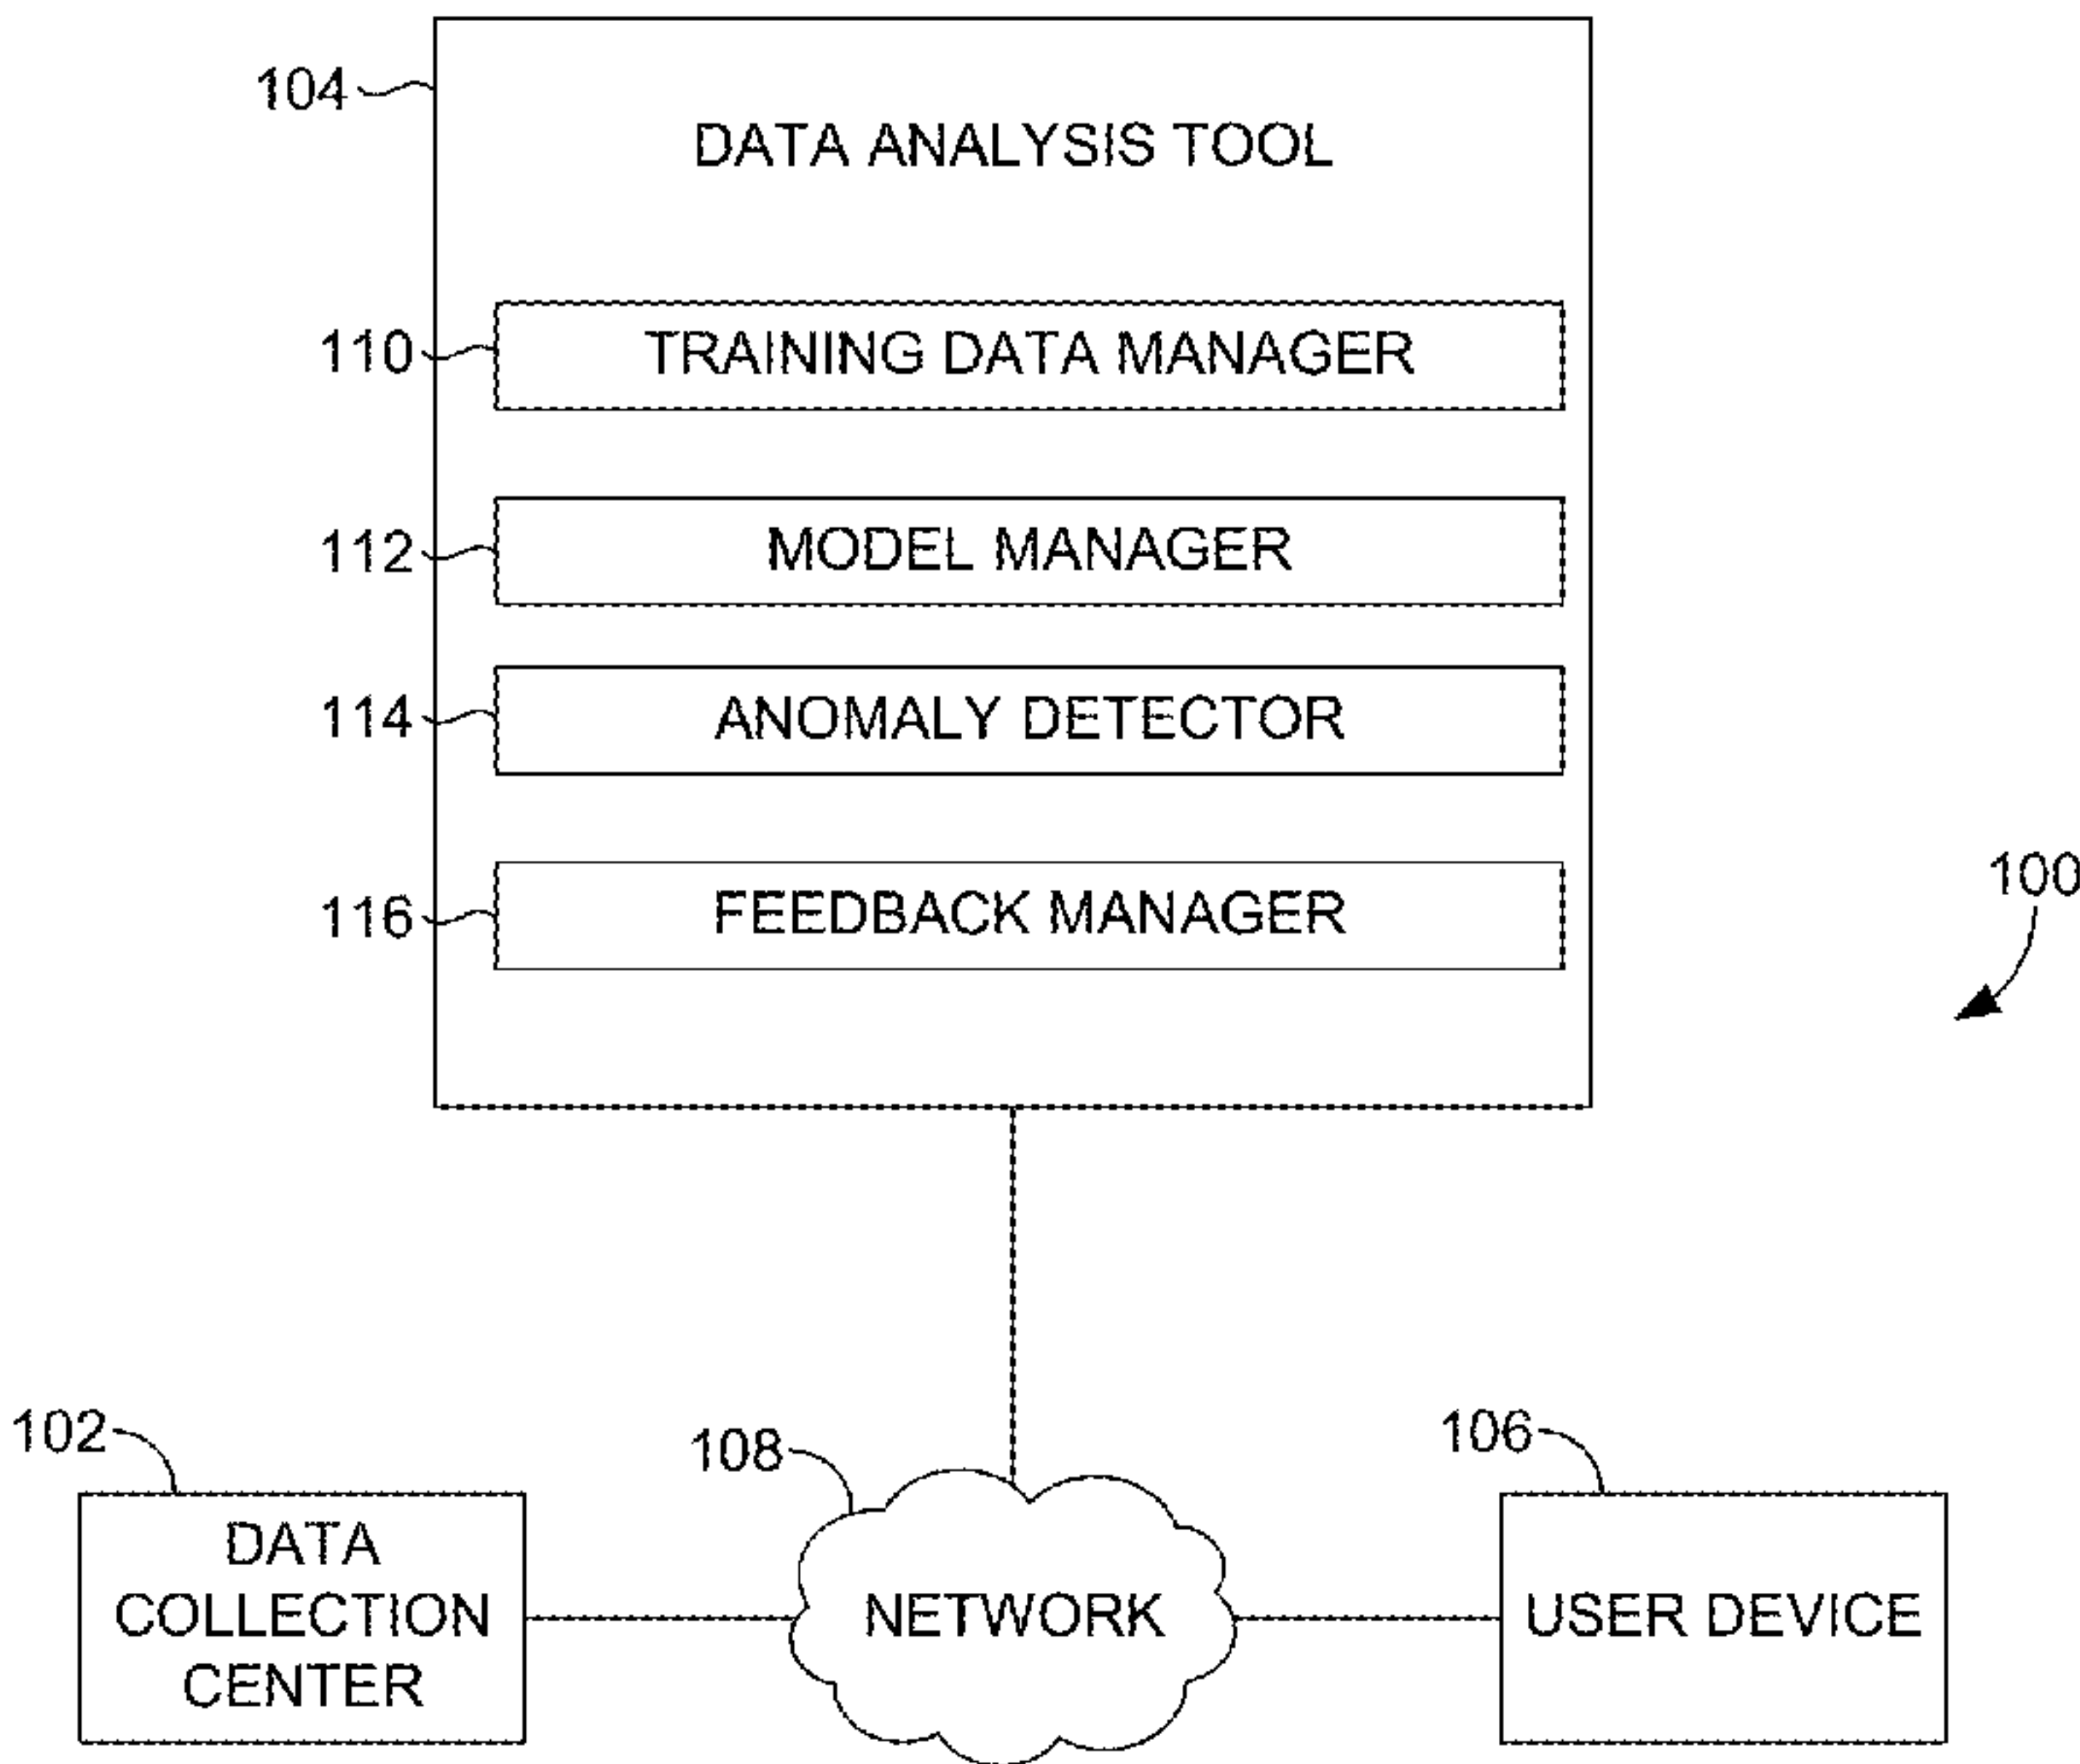 104
DATA ANALYSIS TOOL
110
TRAINING DATA MANAGER
112
MODEL MANAGER
114
ANOMALY DETECTOR
116
FEEDBACK MANAGER
100
102
108
106
DATA
COLLECTION
CENTER
NETWORK
USER DEVICE